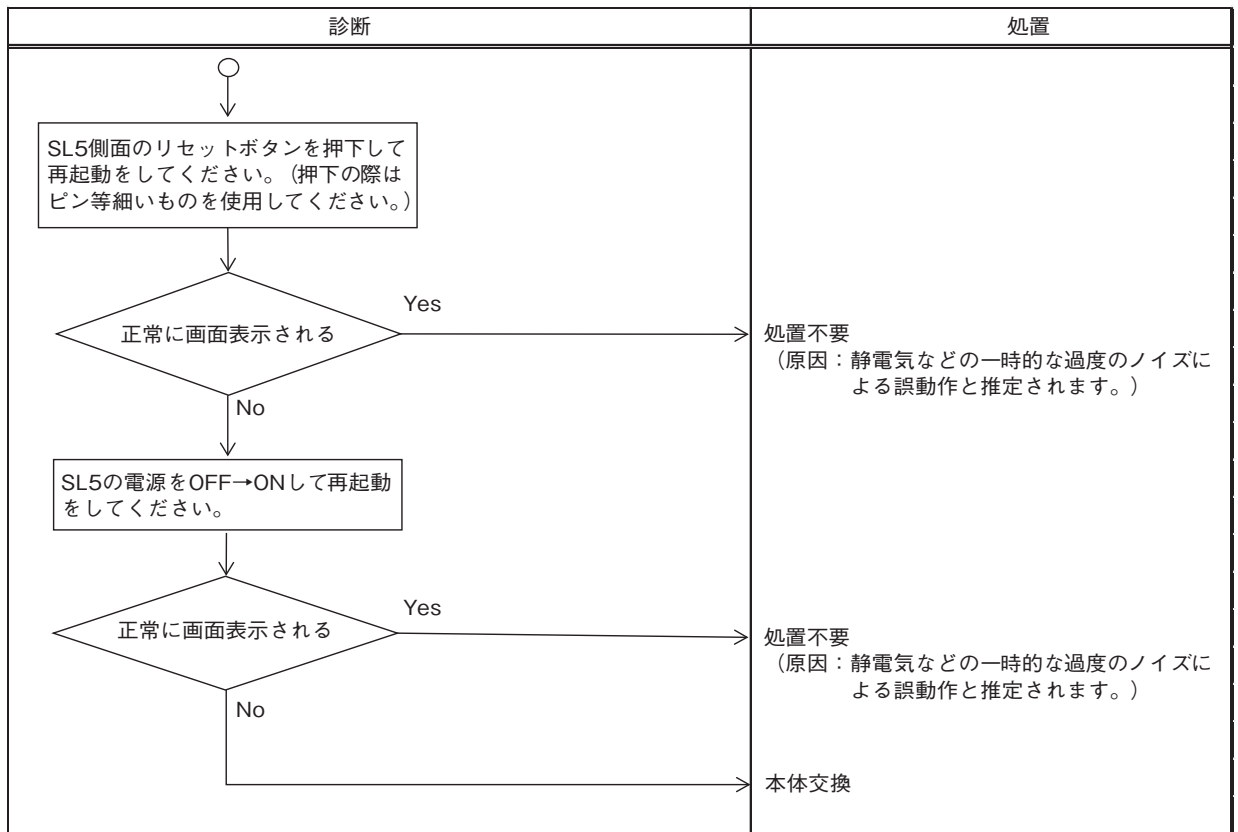 診断
処置
SL5側面のリセットボタンを押下して
再起動をしてください。（押下の際は
ピン等細いものを使用してください。）
正常に画面表示される
Yes
処置不要
（原因：静電気などの一時的な過度のノイズに
よる誤動作と推定されます。）
No
SL5の電源をOFF→ONして再起動
をしてください。
正常に画面表示される
Yes
処置不要
（原因：静電気などの一時的な過度のノイズに
よる誤動作と推定されます。）
No
本体交換